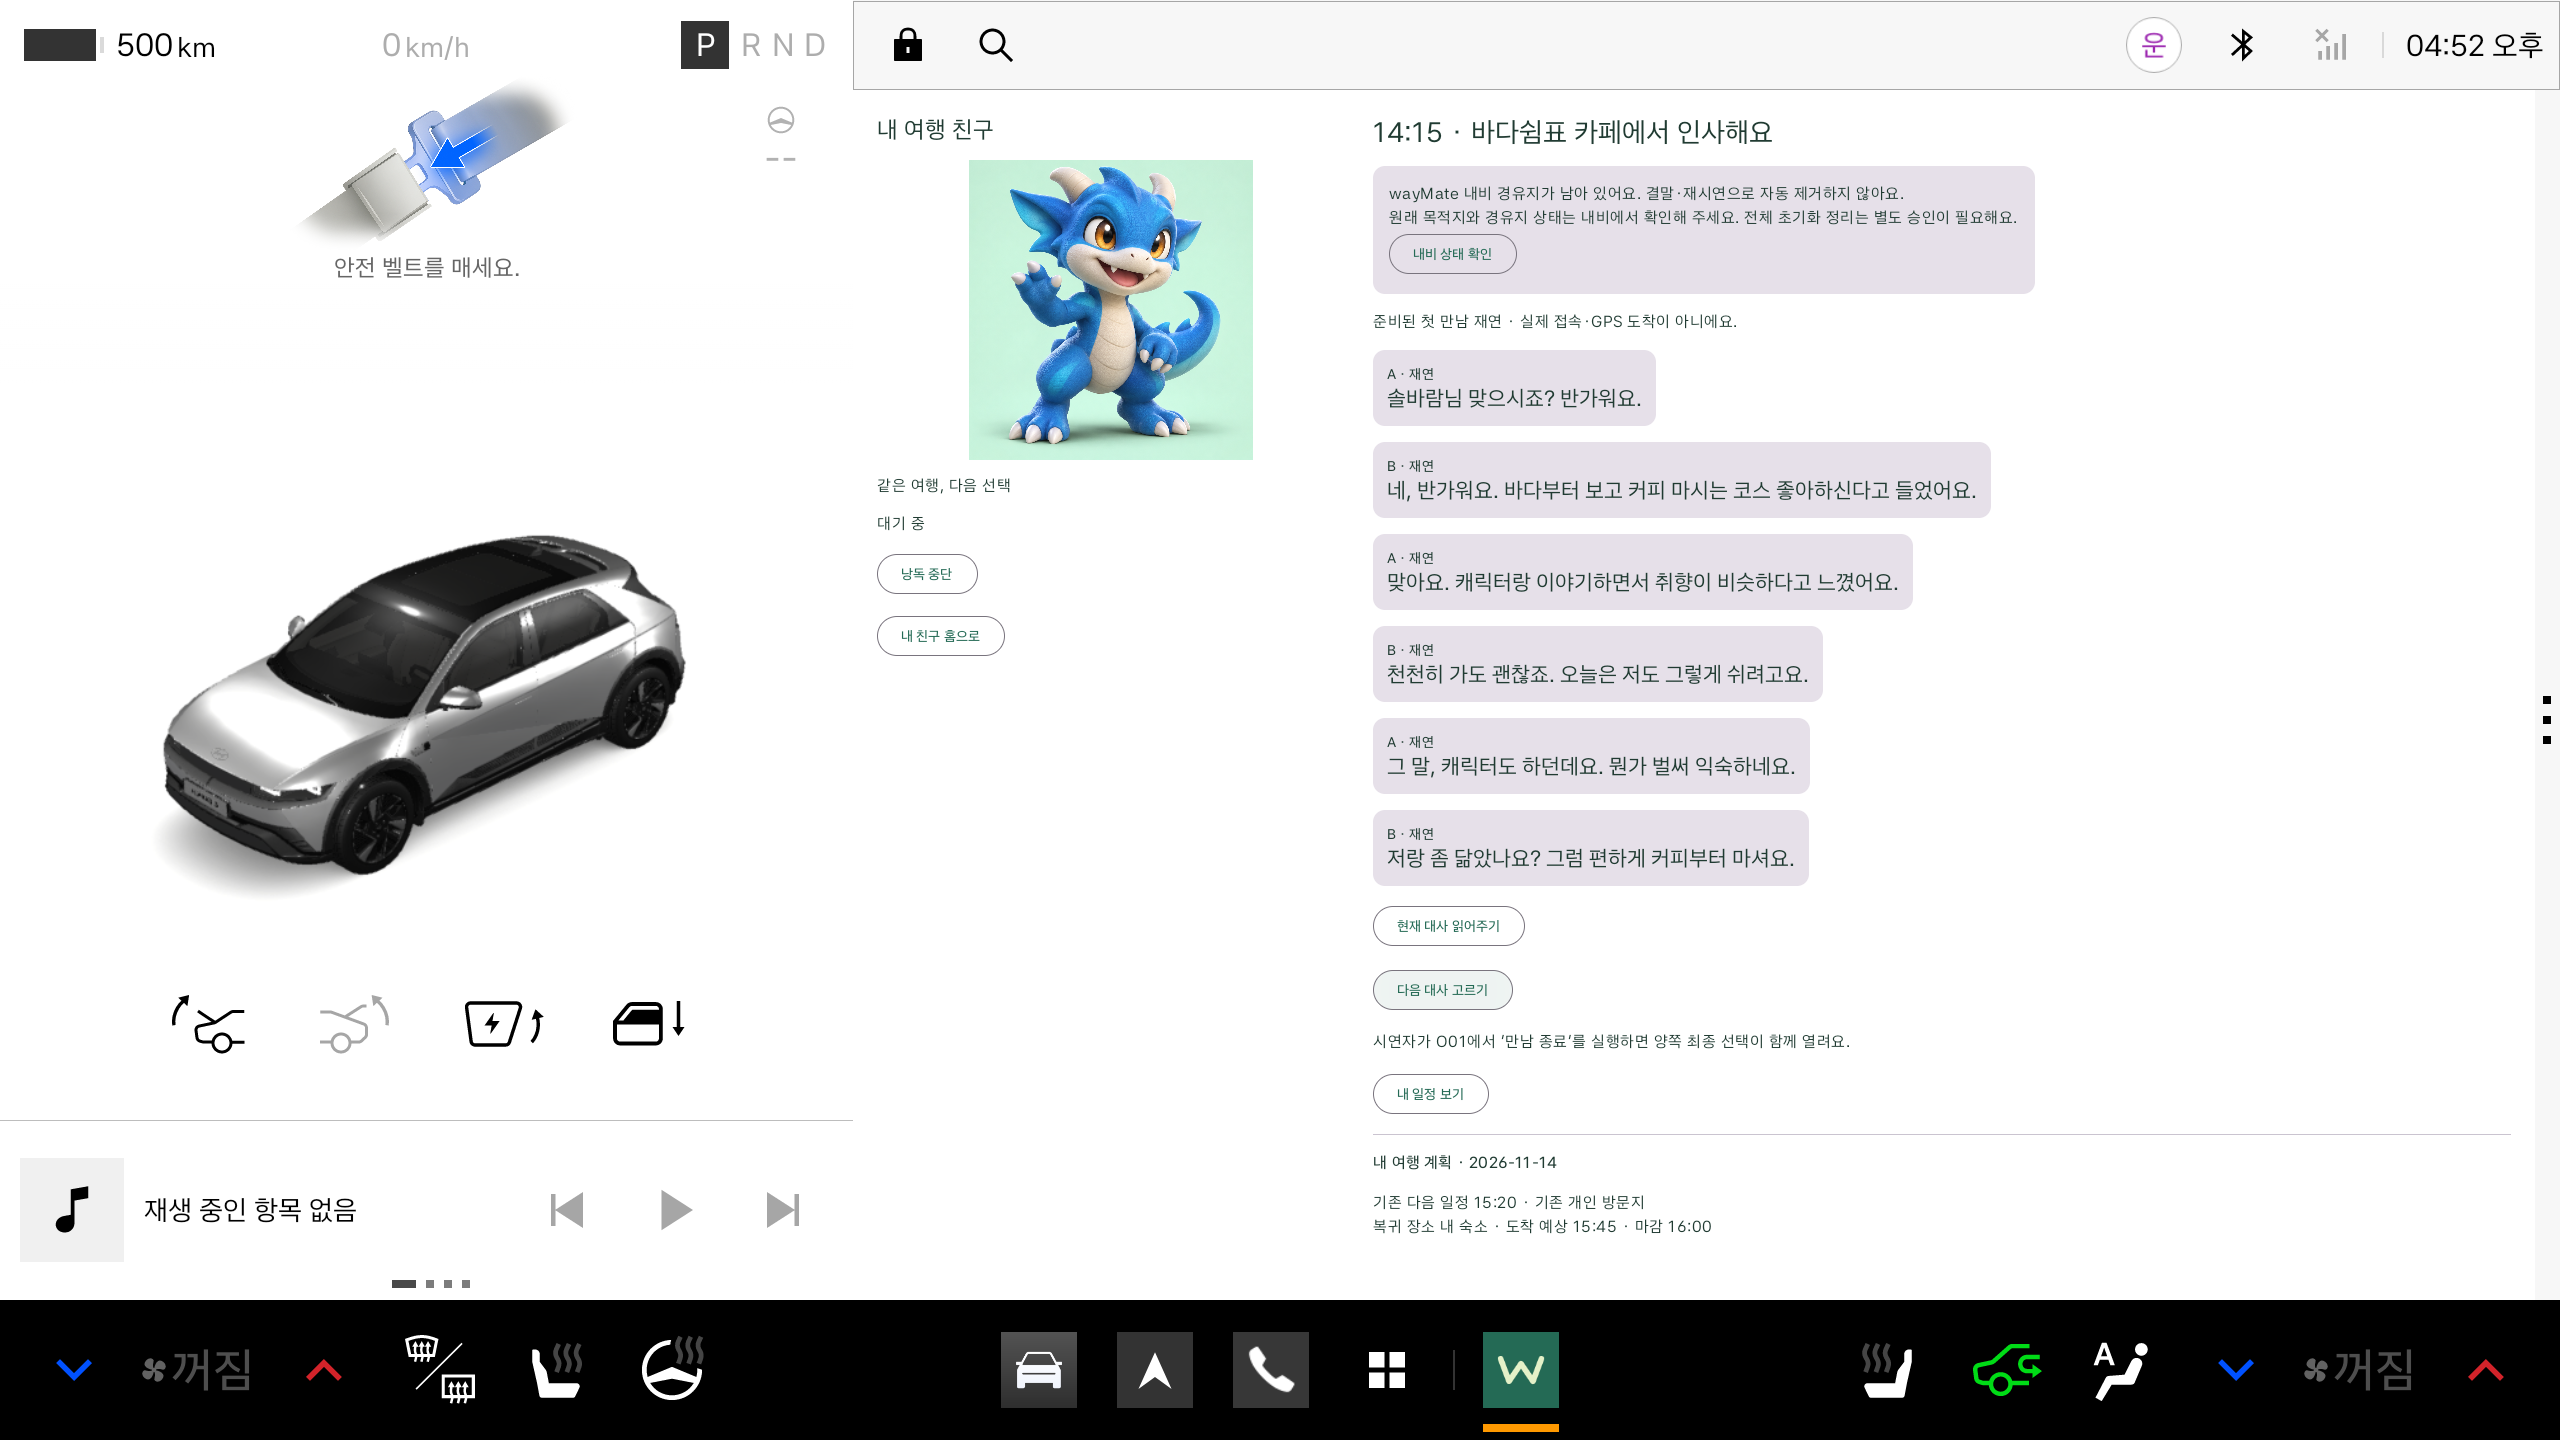 500 km
0 km/h
P R N D
운
04:52 오후
안전 벨트를 매세요.
재생 중인 항목 없음
내 여행 친구
같은 여행, 다음 선택
대기 중
낭독 중단
내 친구 홈으로
14:15 · 바다쉼표 카페에서 인사해요
wayMate 내비 경유지가 남아 있어요. 결말·재시연으로 자동 제거하지 않아요.
원래 목적지와 경유지 상태는 내비에서 확인해 주세요. 전체 초기화 정리는 별도 승인이 필요해요.
내비 상태 확인
준비된 첫 만남 재연 · 실제 접속·GPS 도착이 아니에요.
A · 재연
솔바람님 맞으시죠? 반가워요.
B · 재연
네, 반가워요. 바다부터 보고 커피 마시는 코스 좋아하신다고 들었어요.
A · 재연
맞아요. 캐릭터랑 이야기하면서 취향이 비슷하다고 느꼈어요.
B · 재연
천천히 가도 괜찮죠. 오늘은 저도 그렇게 쉬려고요.
A · 재연
그 말, 캐릭터도 하던데요. 뭔가 벌써 익숙하네요.
B · 재연
저랑 좀 닮았나요? 그럼 편하게 커피부터 마셔요.
현재 대사 읽어주기
다음 대사 고르기
시연자가 O01에서 '만남 종료'를 실행하면 양쪽 최종 선택이 함께 열려요.
내 일정 보기
내 여행 계획 · 2026-11-14
기존 다음 일정 15:20 · 기존 개인 방문지
복귀 장소 내 숙소 · 도착 예상 15:45 · 마감 16:00
꺼짐
W
A
꺼짐